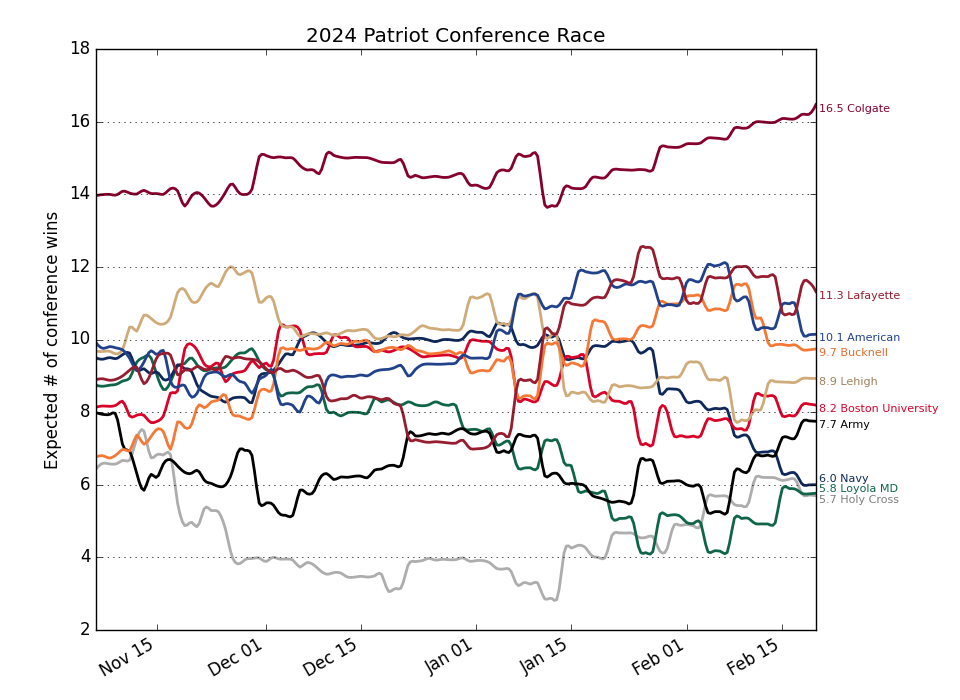 2024 Patriot Conference Race
Expected # of conference wins
18
16
14
12
10
8
6
4
2
Nov 15
Dec 01
Dec 15
Jan 01
Jan 15
Feb 01
Feb 15
16.5 Colgate
11.3 Lafayette
10.1 American
9.7 Bucknell
8.9 Lehigh
8.2 Boston University
7.7 Army
6.0 Navy
5.8 Loyola MD
5.7 Holy Cross